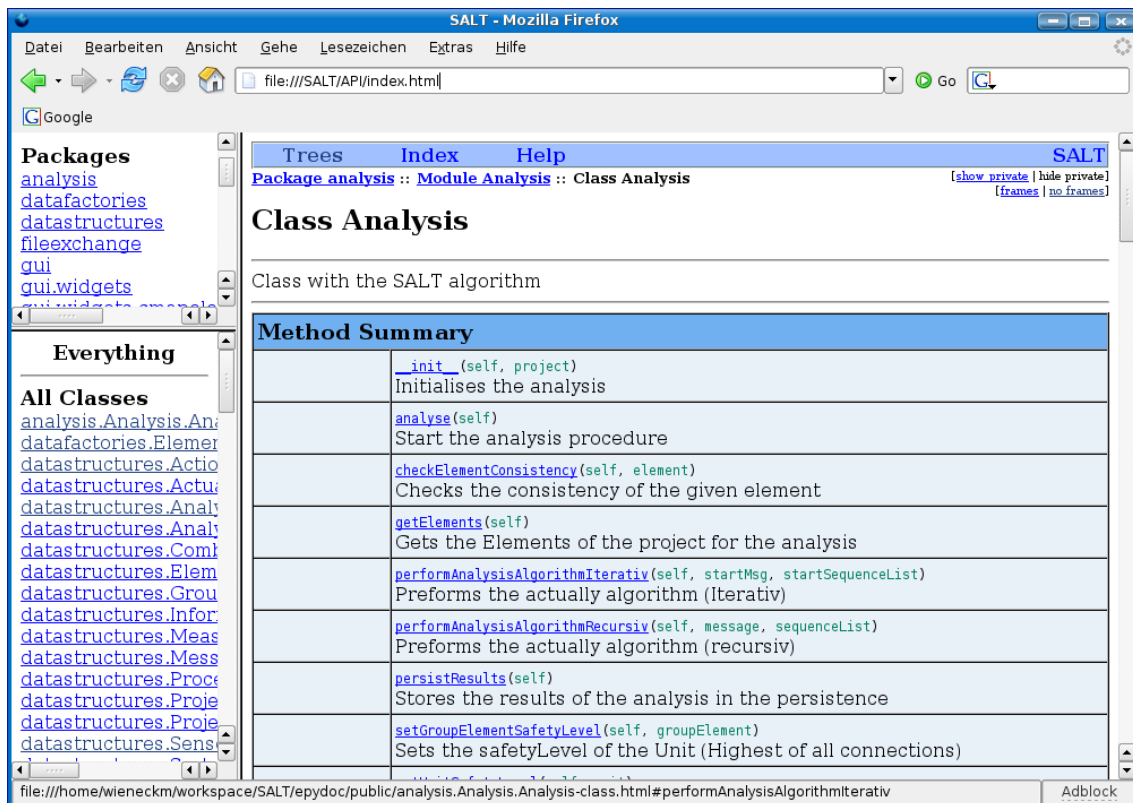 SALT - Mozilla Firefox
Datei Bearbeiten Ansicht Gehe Lesezeichen Extras Hilfe
file:///SALT/API/index.html
Go
G
Google
Packages
analysis
datafactories
datastructures
fileexchange
gui
gui.widgets
Everything
All Classes
analysis.Analysis.Ana
datafactories.Elemen
datastructures.Actio
datastructures.Actua
datastructures.Analy
datastructures.Analy
datastructures.Comb
datastructures.Elem
datastructures.Grou
datastructures.Infor
datastructures.Meas
datastructures.Mess
datastructures.Proce
datastructures.Proje
datastructures.Proje
datastructures.Sens
Trees Index Help SALT
Package analysis :: Module Analysis :: Class Analysis
[show private | hide private]
[frames | no frames]
Class Analysis
Class with the SALT algorithm
Method Summary
__init__(self, project)
Initialises the analysis
analyse(self)
Start the analysis procedure
checkElementConsistency(self, element)
Checks the consistency of the given element
getElements(self)
Gets the Elements of the project for the analysis
performAnalysisAlgorithmIterativ(self, startMsg, startSequenceList)
Preforms the actually algorithm (Iterativ)
performAnalysisAlgorithmRecursiv(self, message, sequenceList)
Preforms the actually algorithm (recursiv)
persistResults(self)
Stores the results of the analysis in the persistence
setGroupElementSafetyLevel(self, groupElement)
Sets the safetyLevel of the Unit (Highest of all connections)
file:///home/wieneckm/workspace/SALT/epydoc/public/analysis.Analysis.Analysis-class.html#performAnalysisAlgorithmIterativ
Adblock